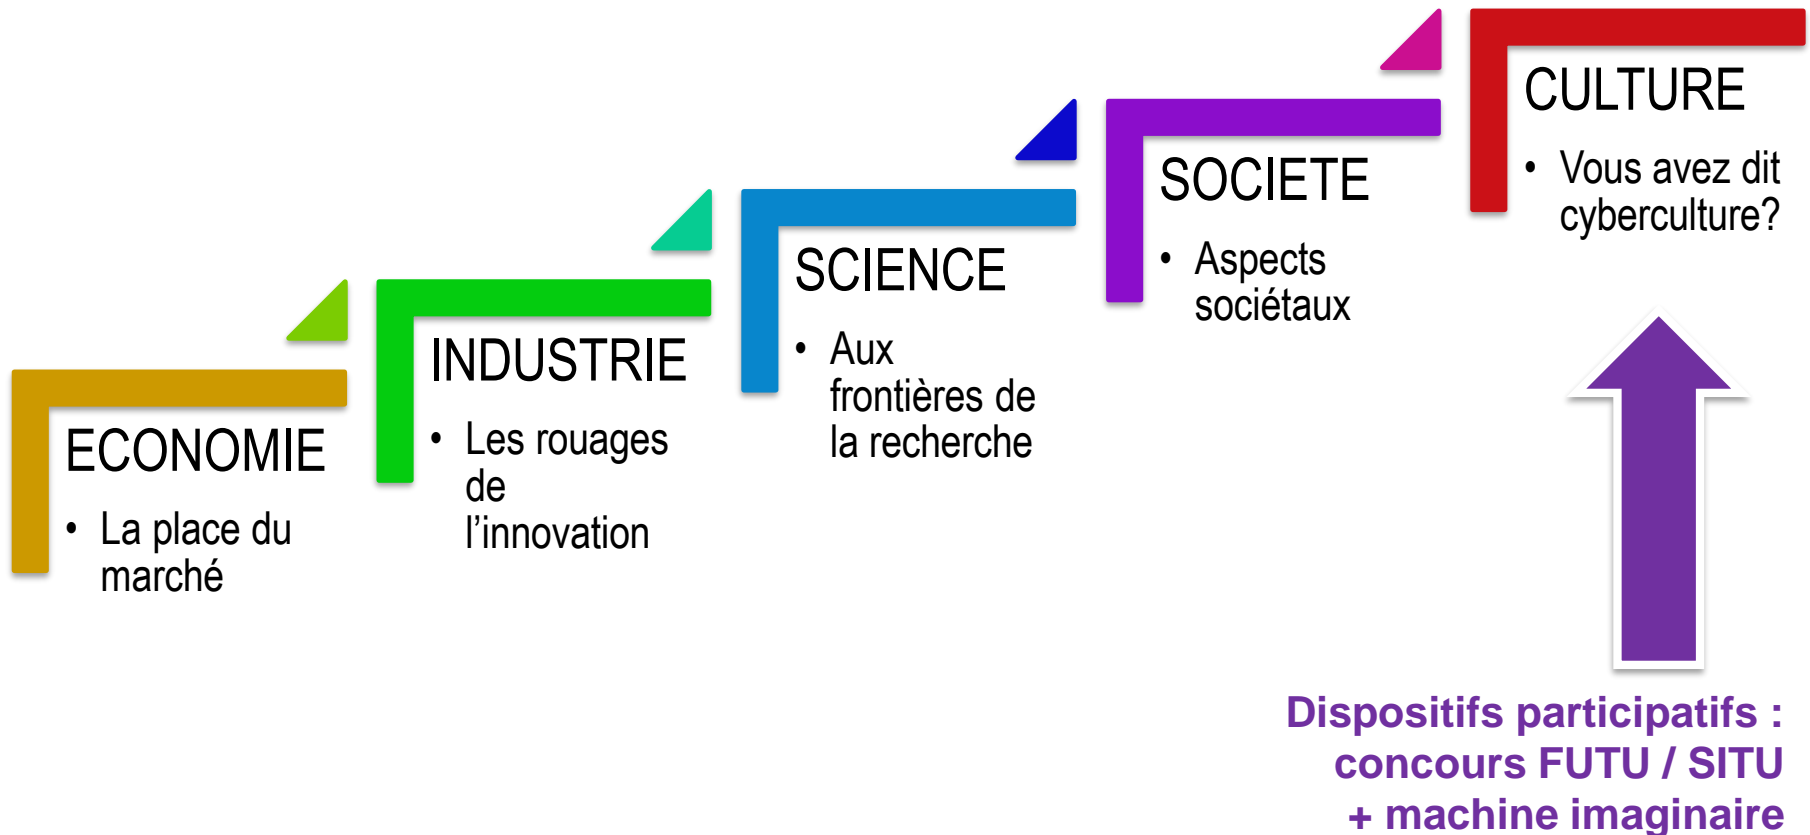 ECONOMIE
• La place du
marché
INDUSTRIE
• Les rouages
de
l’innovation
SCIENCE
• Aux
frontières de
la recherche
SOCIETE
• Aspects
sociétaux
CULTURE
• Vous avez dit
cyberculture?
Dispositifs participatifs :
concours FUTU / SITU
+ machine imaginaire